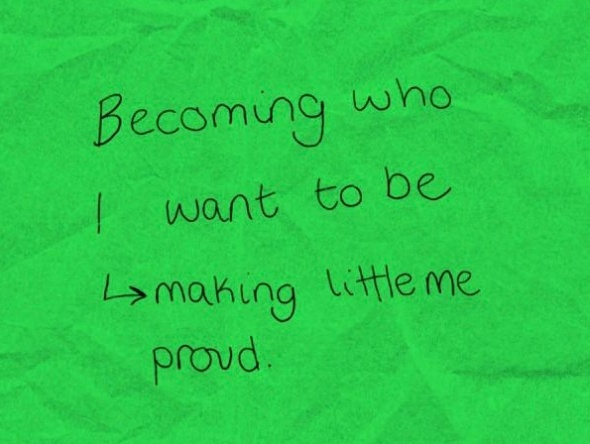 Becoming who
I want to be
↳making little me
proud.